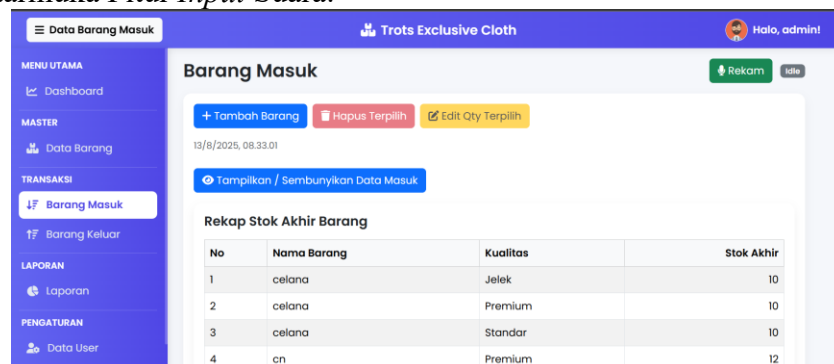 Fitur Input Suara.
Data Barang Masuk
Trots Exclusive Cloth
Halo, admin!
MENU UTAMA
Dashboard
MASTER
Data Barang
TRANSAKSI
Barang Masuk
Barang Keluar
LAPORAN
Laporan
PENGATURAN
Data User
Barang Masuk
Rekam
Idle
+ Tambah Barang
Hapus Terpilih
Edit Qty Terpilih
13/8/2025, 08.33.01
Tampilkan / Sembunyikan Data Masuk
Rekap Stok Akhir Barang
No Nama Barang Kualitas Stok Akhir
1 celana Jelek 10
2 celana Premium 10
3 celana Standar 10
4 cn Premium 12